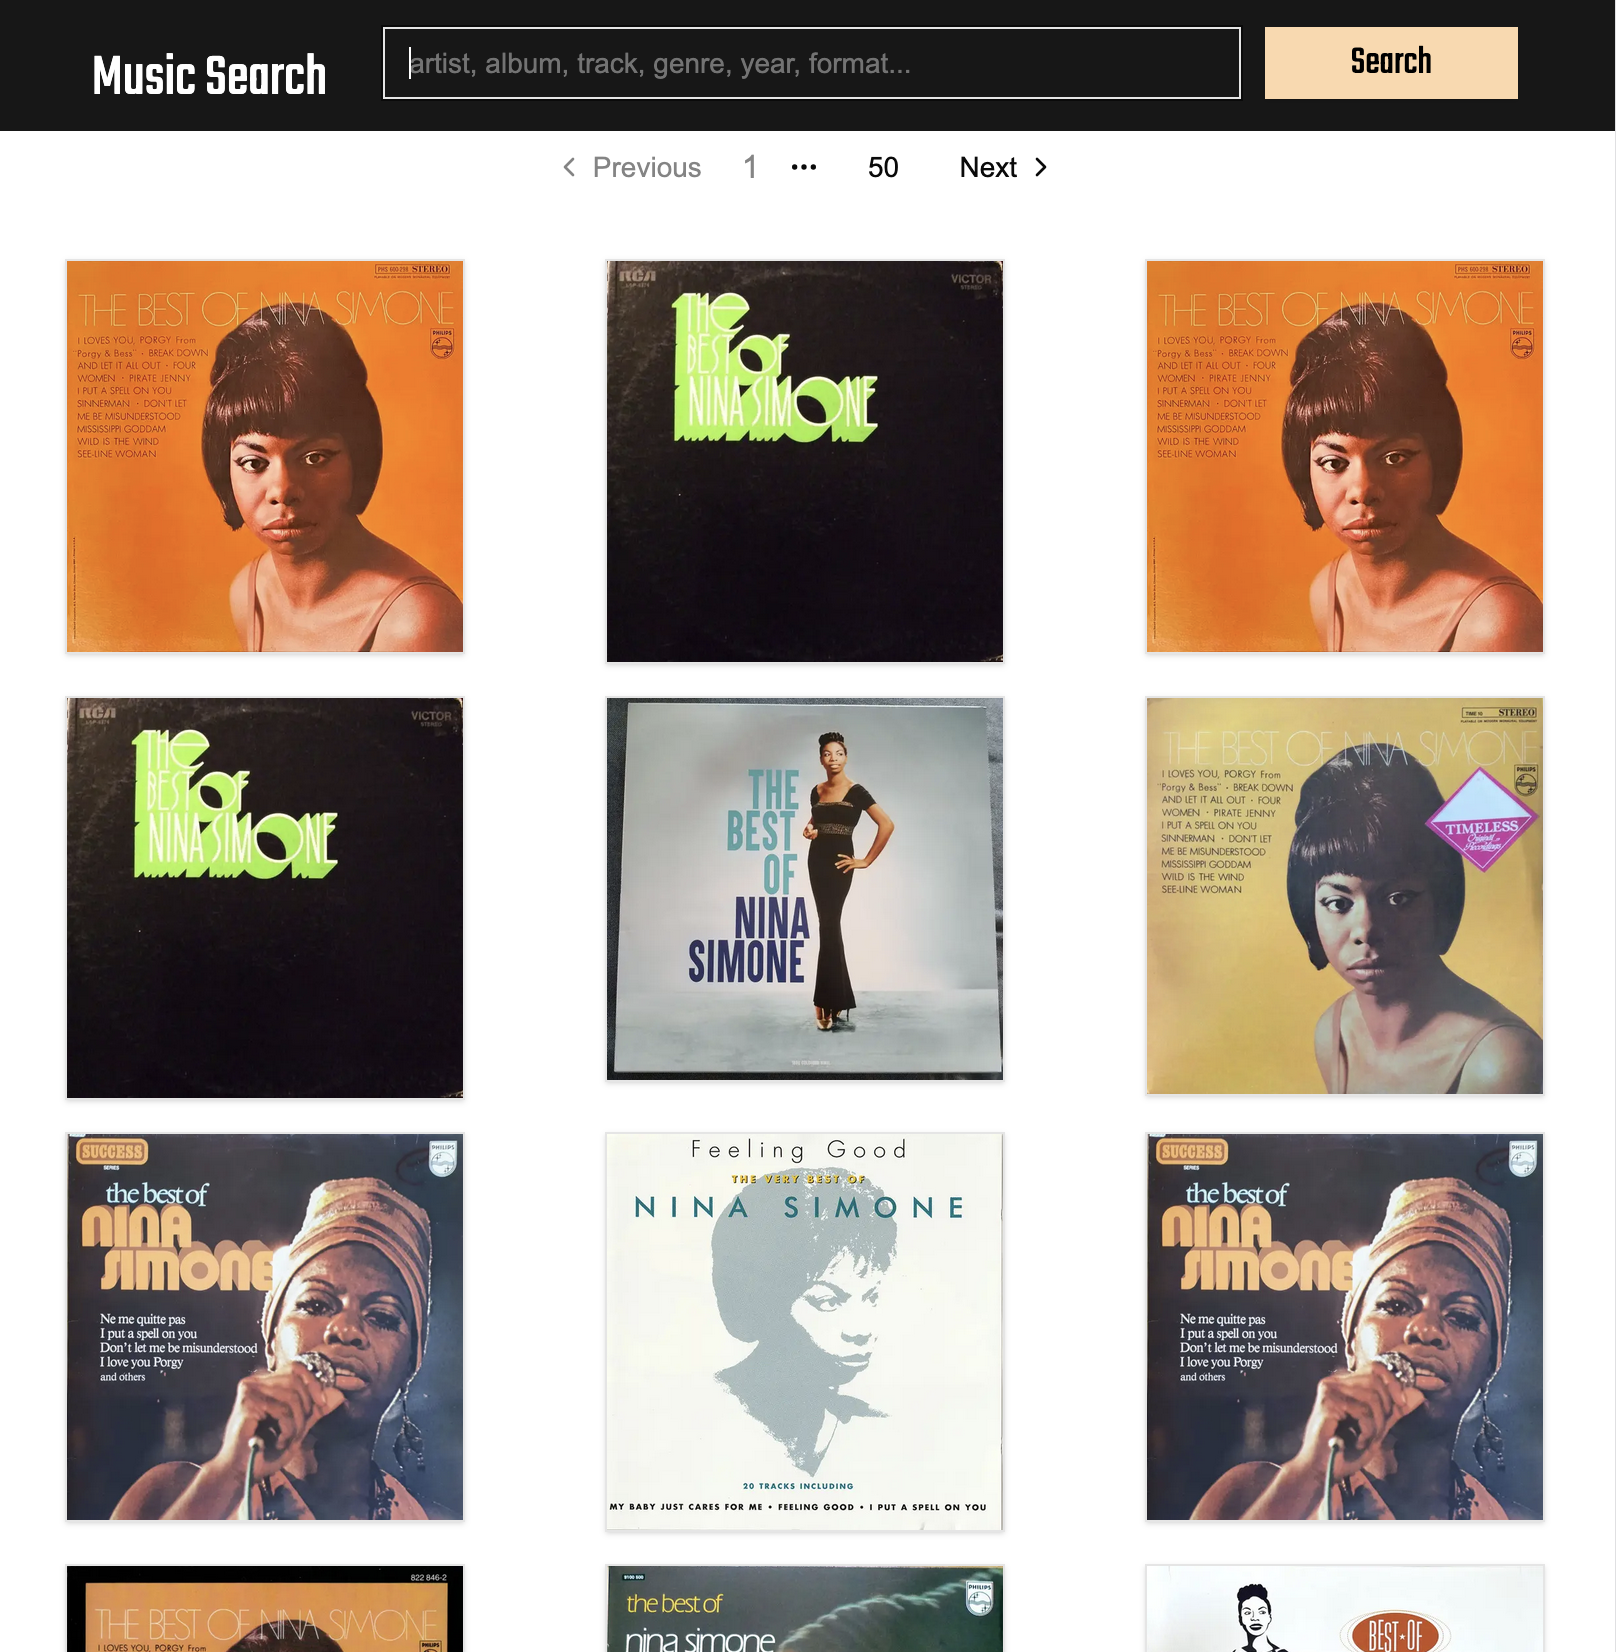 Music Search
artist, album, track, genre, year, format...
Search
Previous
1
•••
50
Next
PHS 600-298 STEREO
THE BEST OF NINA SIMONE
PHILIPS
I LOVES YOU, PORGY From
"Porgy & Bess" • BREAK DOWN
AND LET IT ALL OUT • FOUR
WOMEN • PIRATE JENNY
I PUT A SPELL ON YOU
SINNERMAN • DON'T LET
ME BE MISUNDERSTOOD
MISSISSIPPI GODDAM
WILD IS THE WIND
SEE-LINE WOMAN
RCA
VICTOR
STEREO
THE
BEST OF
NINA SIMONE
PHS 600-298 STEREO
THE BEST OF NINA SIMONE
PHILIPS
I LOVES YOU, PORGY From
"Porgy & Bess" • BREAK DOWN
AND LET IT ALL OUT • FOUR
WOMEN • PIRATE JENNY
I PUT A SPELL ON YOU
SINNERMAN • DON'T LET
ME BE MISUNDERSTOOD
MISSISSIPPI GODDAM
WILD IS THE WIND
SEE-LINE WOMAN
RCA
VICTOR
STEREO
THE
BEST OF
NINA SIMONE
THE
BEST
OF
NINA
SIMONE
STEREO
THE BEST OF NINA SIMONE
PHILIPS
I LOVES YOU, PORGY From
"Porgy & Bess" • BREAK DOWN
AND LET IT ALL OUT • FOUR
WOMEN • PIRATE JENNY
I PUT A SPELL ON YOU
SINNERMAN • DON'T LET
ME BE MISUNDERSTOOD
MISSISSIPPI GODDAM
WILD IS THE WIND
SEE-LINE WOMAN
TIMELESS
Original
Recordings
SUCCESS
SERIES
PHILIPS
the best of
nina
simone
Ne me quitte pas
I put a spell on you
Don't let me be misunderstood
I love you Porgy
and others
Feeling Good
THE VERY BEST OF
NINA SIMONE
20 TRACKS INCLUDING
MY BABY JUST CARES FOR ME • FEELING GOOD • I PUT A SPELL ON YOU
SUCCESS
SERIES
PHILIPS
the best of
nina
simone
Ne me quitte pas
I put a spell on you
Don't let me be misunderstood
I love you Porgy
and others
822 846-2
THE BEST OF NINA SIMONE
I LOVES YOU, PORGY From
PHILIPS
the best of
nina simone
BEST★OF